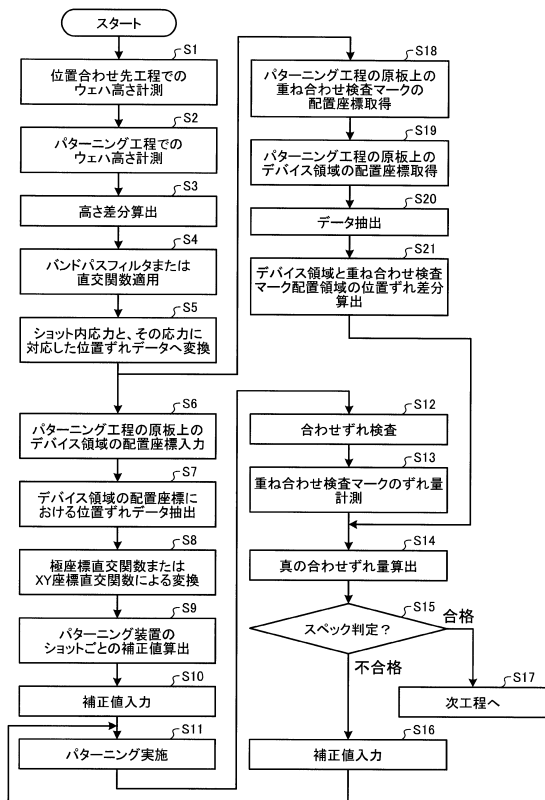 スタート
S1
位置合わせ先工程での
ウェハ高さ計測
S2
パターニング工程での
ウェハ高さ計測
S3
高さ差分算出
S4
バンドパスフィルタまたは
直交関数適用
S5
ショット内応力と、その応力に
対応した位置ずれデータへ変換
S6
パターニング工程の原板上の
デバイス領域の配置座標入力
S7
デバイス領域の配置座標に
おける位置ずれデータ抽出
S8
極座標直交関数または
XY座標直交関数による変換
S9
パターニング装置の
ショットごとの補正値算出
S10
補正値入力
S11
パターニング実施
S18
パターニング工程の原板上の
重ね合わせ検査マークの
配置座標取得
S19
パターニング工程の原板上の
デバイス領域の配置座標取得
S20
データ抽出
S21
デバイス領域と重ね合わせ検査
マーク配置領域の位置ずれ差分
算出
S12
合わせずれ検査
S13
重ね合わせ検査マークのずれ量
計測
S14
真の合わせずれ量算出
S15
スペック判定?
合格
不合格
S17
次工程へ
S16
補正値入力